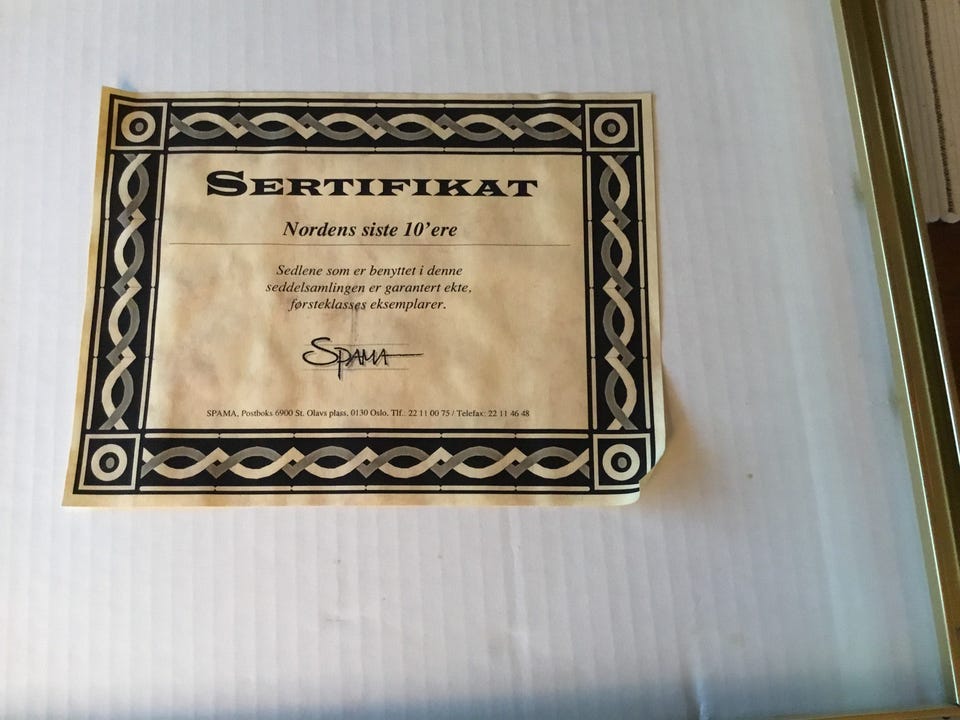 SERTIFIKAT
Nordens siste 10'ere
Sedlene som er benyttet i denne
seddelsamlingen er garantert ekte,
førsteklasses eksemplarer.
SPAMA
SPAMA, Postboks 6900 St. Olavs plass, 0130 Oslo. Tlf.: 22 11 00 75 / Telefax: 22 11 46 48